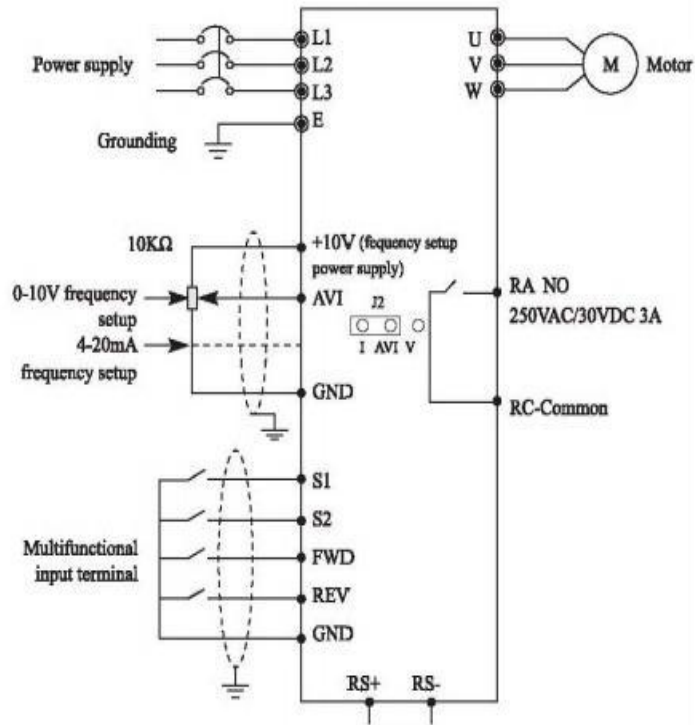 Power supply
L1
L2
L3
E
Grounding
U
V
W
M
Motor
10KΩ
+10V (fequency setup
power supply)
0-10V frequency
setup
AVI
4-20mA
frequency setup
GND
J2
I AVI V
RA NO
250VAC/30VDC 3A
RC-Common
Multifunctional
input terminal
S1
S2
FWD
REV
GND
RS+ RS-